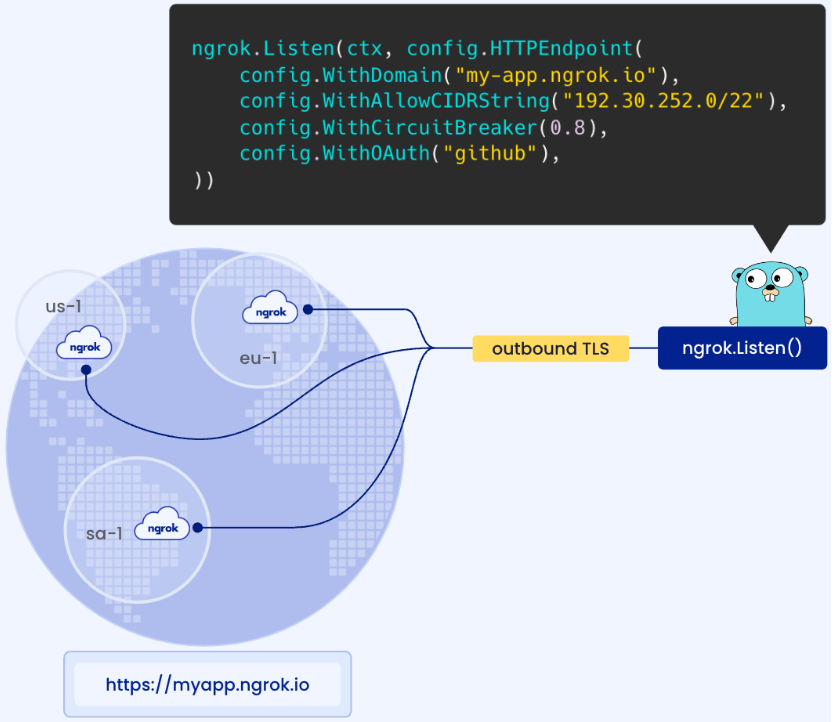 ngrok.Listen(ctx, config.HTTPEndpoint(
    config.WithDomain("my-app.ngrok.io"),
    config.WithAllowCIDRString("192.30.252.0/22"),
    config.WithCircuitBreaker(0.8),
    config.WithOAuth("github"),
))
us-1
ngrok
ngrok
eu-1
outbound TLS
ngrok.Listen()
sa-1
ngrok
https://myapp.ngrok.io